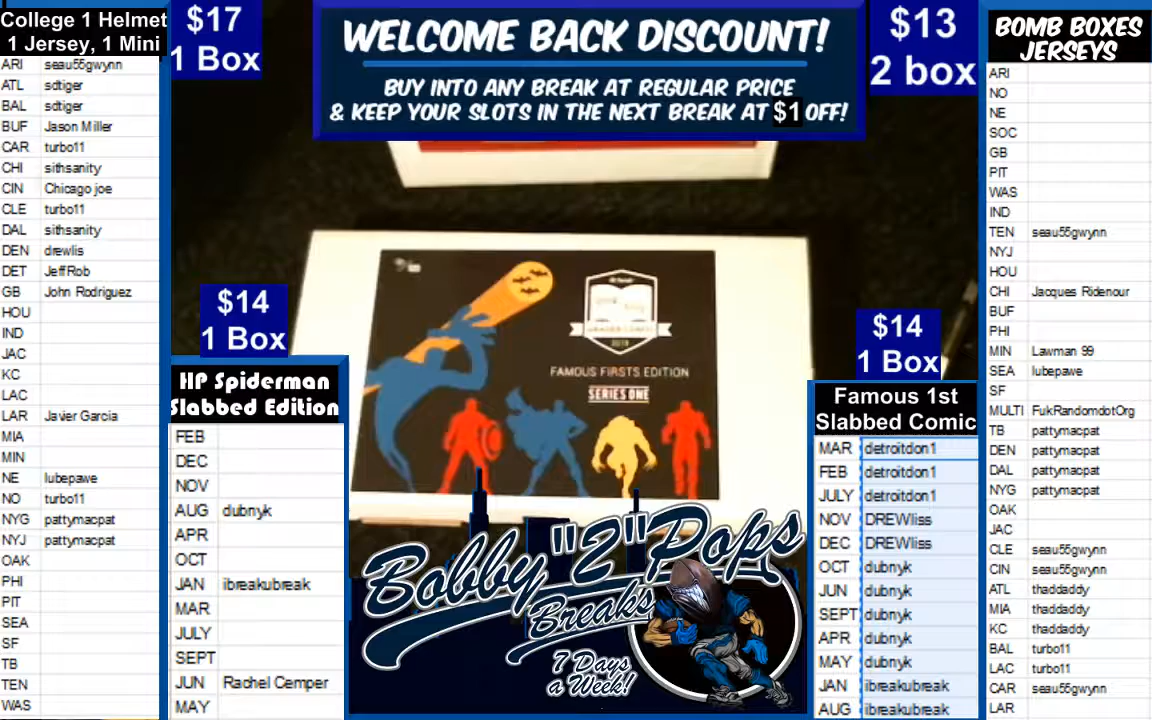 College 1 Helmet
1 Jersey, 1 Mini
ARI seau55gwynn
ATL sdtiger
BAL sdtiger
BUF Jason Miller
CAR turbo11
CHI sithsanity
CIN Chicago joe
CLE turbo11
DAL sithsanity
DEN drewlis
DET JeffRob
GB John Rodriguez
HOU
IND
JAC
KC
LAC
LAR Javier Garcia
MIA
MIN
NE lubepawe
NO turbo11
NYG pattymacpat
NYJ pattymacpat
OAK
PHI
PIT
SEA
SF
TB
TEN
WAS
$17
1 Box
WELCOME BACK DISCOUNT!
BUY INTO ANY BREAK AT REGULAR PRICE
& KEEP YOUR SLOTS IN THE NEXT BREAK AT $1 OFF!
$13
2 box
FAMOUS FIRSTS EDITION
SERIES ONE
$14
1 Box
HP Spiderman
Slabbed Edition
FEB
DEC
NOV
AUG dubnyk
APR
OCT
JAN ibreakubreak
MAR
JULY
SEPT
JUN Rachel Cemper
MAY
Bobby "2" Pops
Breaks
7 Days
a Week!
$14
1 Box
Famous 1st
Slabbed Comic
MAR detroitdon1
FEB detroitdon1
JULY detroitdon1
NOV DREWliss
DEC DREWliss
OCT dubnyk
JUN dubnyk
SEPT dubnyk
APR dubnyk
MAY dubnyk
JAN ibreakubreak
AUG ibreakubreak
BOMB BOXES
JERSEYS
ARI
NO
NE
SOC
GB
PIT
WAS
IND
TEN seau55gwynn
NYJ
HOU
CHI Jacques Ridenour
BUF
PHI
MIN Lawman 99
SEA lubepawe
SF
MULTI FukRandomdotOrg
TB pattymacpat
DEN pattymacpat
DAL pattymacpat
NYG pattymacpat
OAK
JAC
CLE seau55gwynn
CIN seau55gwynn
ATL thaddaddy
MIA thaddaddy
KC thaddaddy
BAL turbo11
LAC turbo11
CAR seau55gwynn
LAR